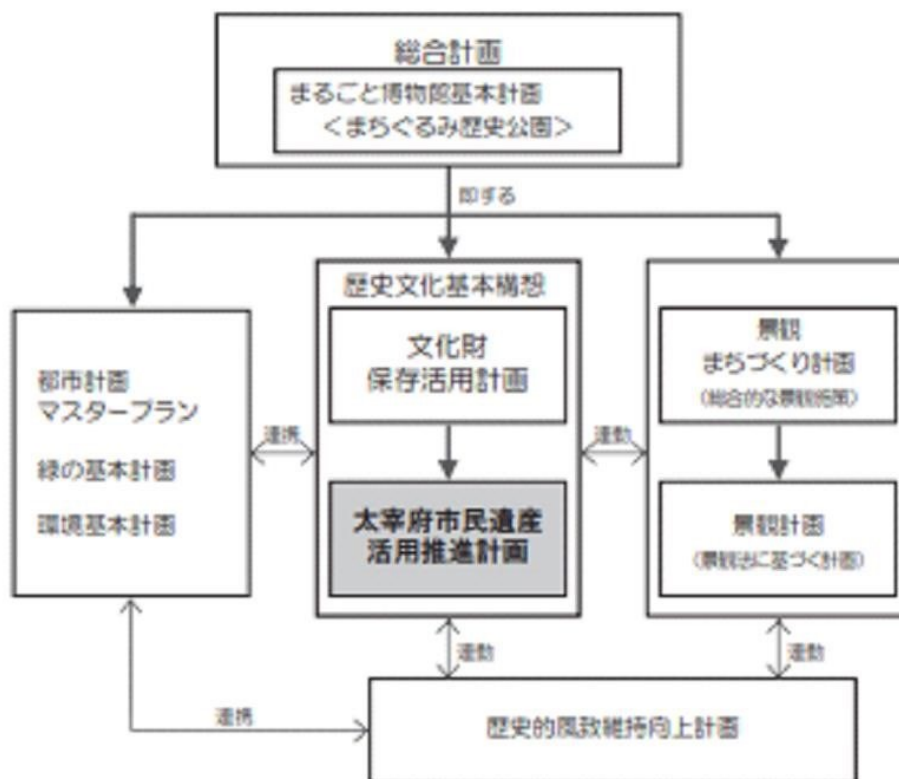 総合計画
まるごと博物館基本計画
＜まちぐるみ歴史公園＞
即する
都市計画
マスタープラン
緑の基本計画
環境基本計画
連携
歴史文化基本構想
文化財
保存活用計画
太宰府市民遺産
活用推進計画
連動
景観
まちづくり計画
(総合的な景観施策)
景観計画
(景観法に基づく計画)
連動
連動
連携
歴史的風致維持向上計画